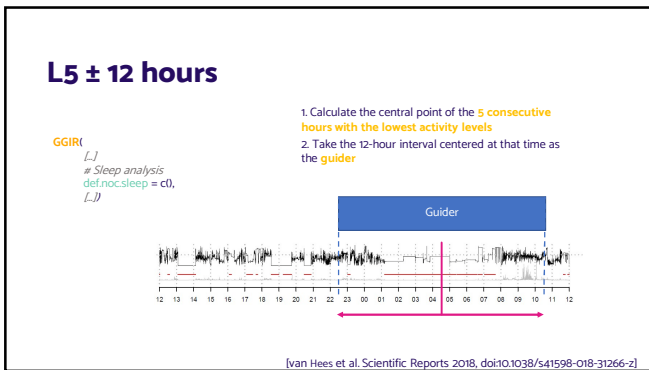 L5 ± 12 hours
GGIR(
[...]
# Sleep analysis
def.noc.sleep = c(),
[...])
1. Calculate the central point of the 5 consecutive
hours with the lowest activity levels
2. Take the 12-hour interval centered at that time as
the guider
Guider
12 13 14 15 16 17 18 19 20 21 22 23 00 01 02 03 04 05 06 07 08 09 10 11 12
[van Hees et al. Scientific Reports 2018, doi:10.1038/s41598-018-31266-z]